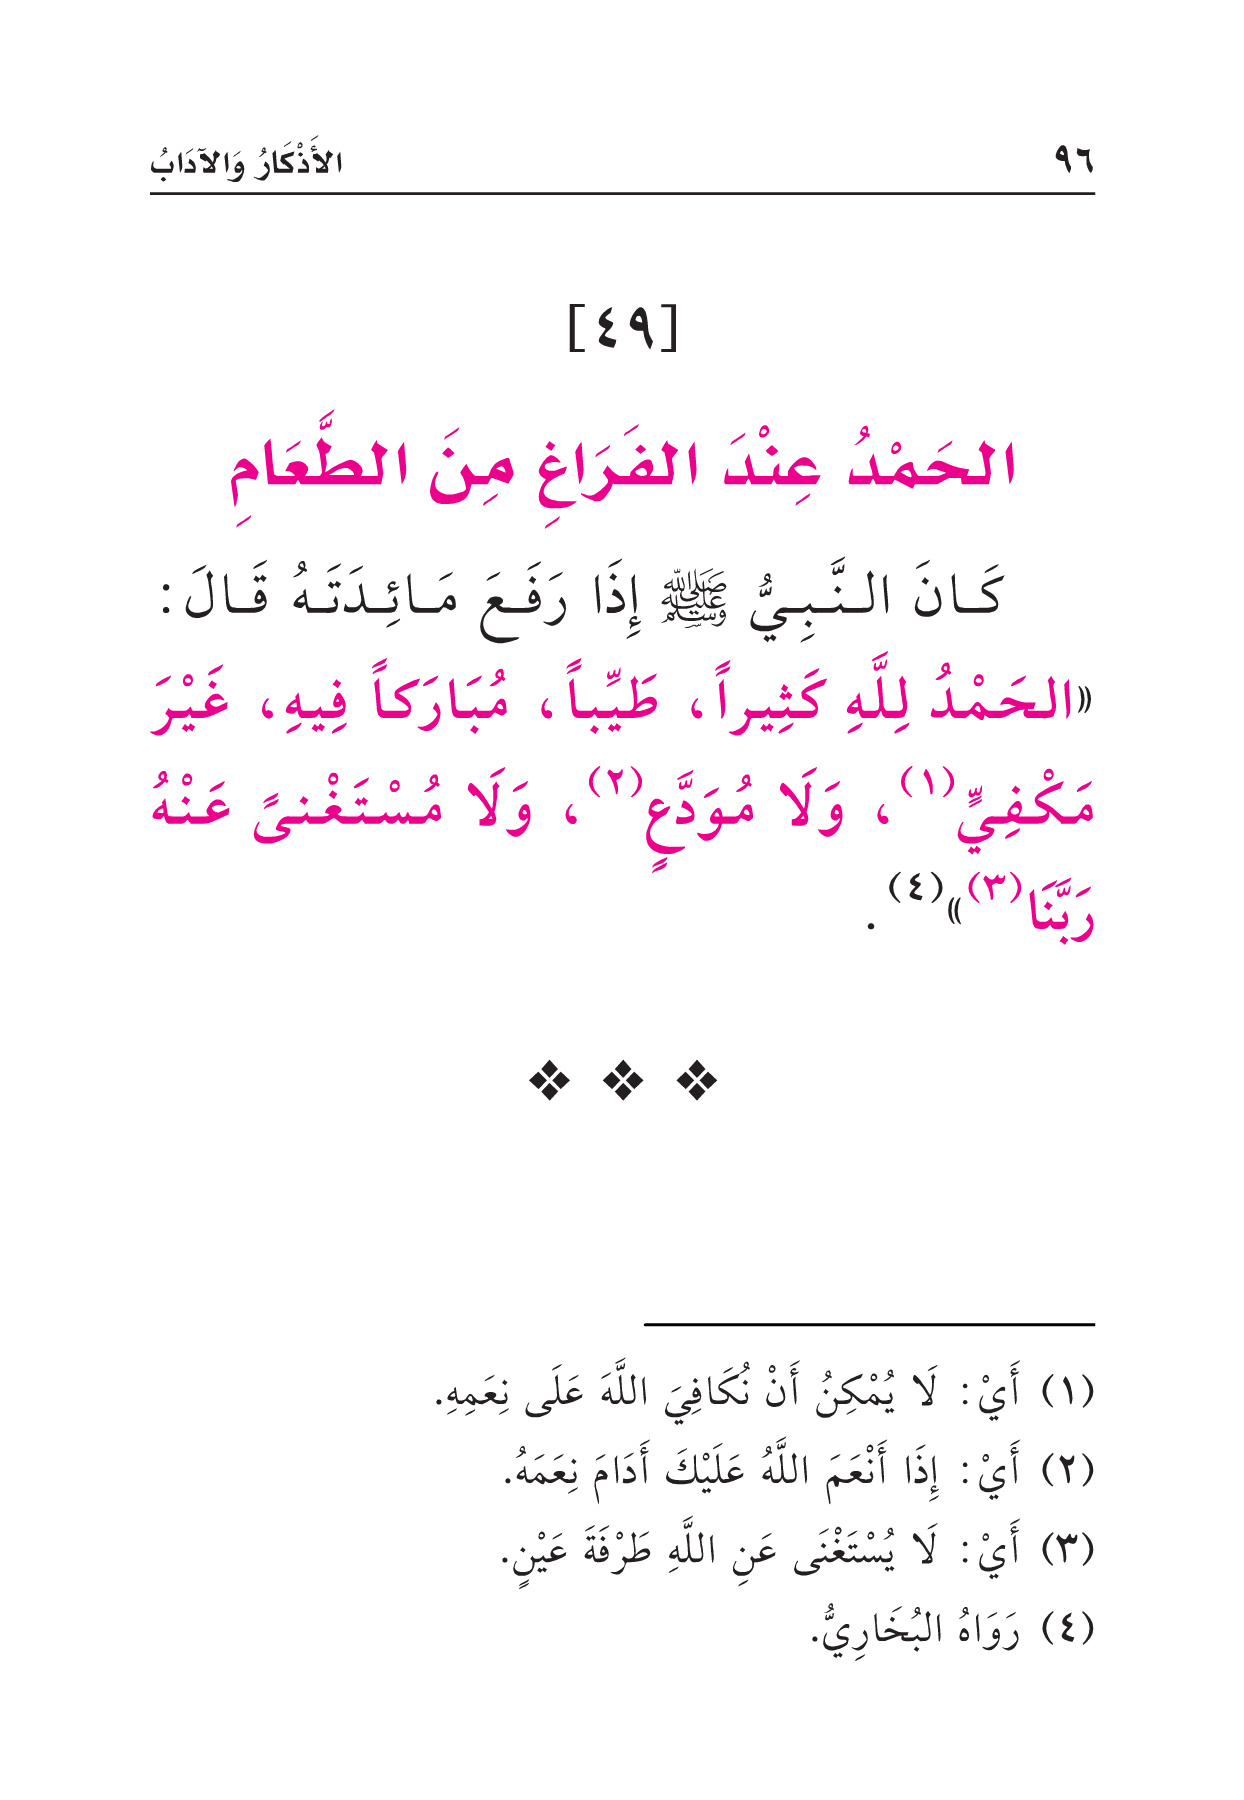 ٩٦ الأَذْكَارُ وَالآدَابُ
[٤٩]
الحَمْدُ عِنْدَ الفَرَاغِ مِنَ الطَّعَامِ
كَانَ النَّبِيُّ ﷺ إِذَا رَفَعَ مَائِدَتَهُ قَالَ:
«الحَمْدُ لِلَّهِ كَثِيراً، طَيِّباً، مُبَارَكاً فِيهِ، غَيْرَ
مَكْفِيٍّ(١)، وَلَا مُوَدَّعٍ(٢)، وَلَا مُسْتَغْنىً عَنْهُ
رَبَّنَا(٣)»(٤).
(١) أَيْ: لَا يُمْكِنُ أَنْ نُكَافِيَ اللَّهَ عَلَى نِعَمِهِ.
(٢) أَيْ: إِذَا أَنْعَمَ اللَّهُ عَلَيْكَ أَدَامَ نِعَمَهُ.
(٣) أَيْ: لَا يُسْتَغْنَى عَنِ اللَّهِ طَرْفَةَ عَيْنٍ.
(٤) رَوَاهُ البُخَارِيُّ.